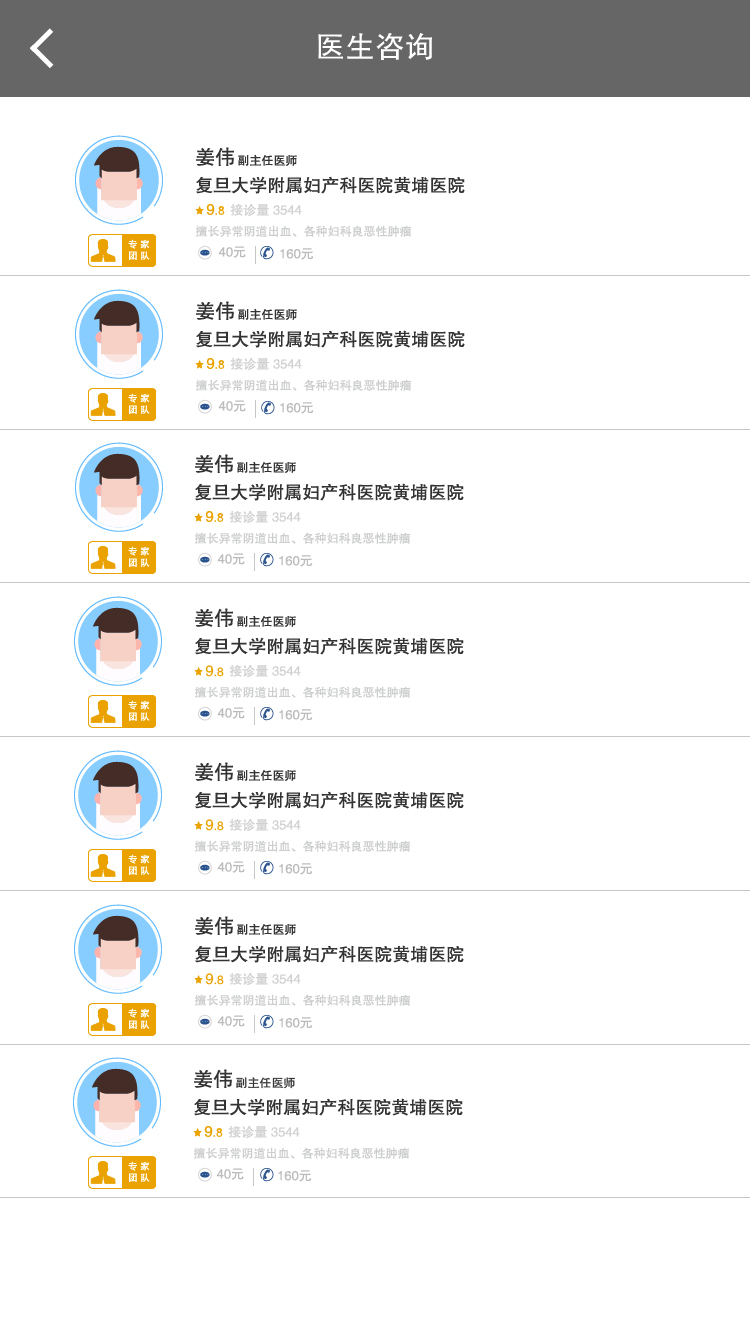 医生咨询
姜伟 副主任医师
复旦大学附属妇产科医院黄埔医院
9.8 接诊量 3544
擅长异常阴道出血、各种妇科良恶性肿瘤
专家
团队
40元 160元
姜伟 副主任医师
复旦大学附属妇产科医院黄埔医院
9.8 接诊量 3544
擅长异常阴道出血、各种妇科良恶性肿瘤
专家
团队
40元 160元
姜伟 副主任医师
复旦大学附属妇产科医院黄埔医院
9.8 接诊量 3544
擅长异常阴道出血、各种妇科良恶性肿瘤
专家
团队
40元 160元
姜伟 副主任医师
复旦大学附属妇产科医院黄埔医院
9.8 接诊量 3544
擅长异常阴道出血、各种妇科良恶性肿瘤
专家
团队
40元 160元
姜伟 副主任医师
复旦大学附属妇产科医院黄埔医院
9.8 接诊量 3544
擅长异常阴道出血、各种妇科良恶性肿瘤
专家
团队
40元 160元
姜伟 副主任医师
复旦大学附属妇产科医院黄埔医院
9.8 接诊量 3544
擅长异常阴道出血、各种妇科良恶性肿瘤
专家
团队
40元 160元
姜伟 副主任医师
复旦大学附属妇产科医院黄埔医院
9.8 接诊量 3544
擅长异常阴道出血、各种妇科良恶性肿瘤
专家
团队
40元 160元